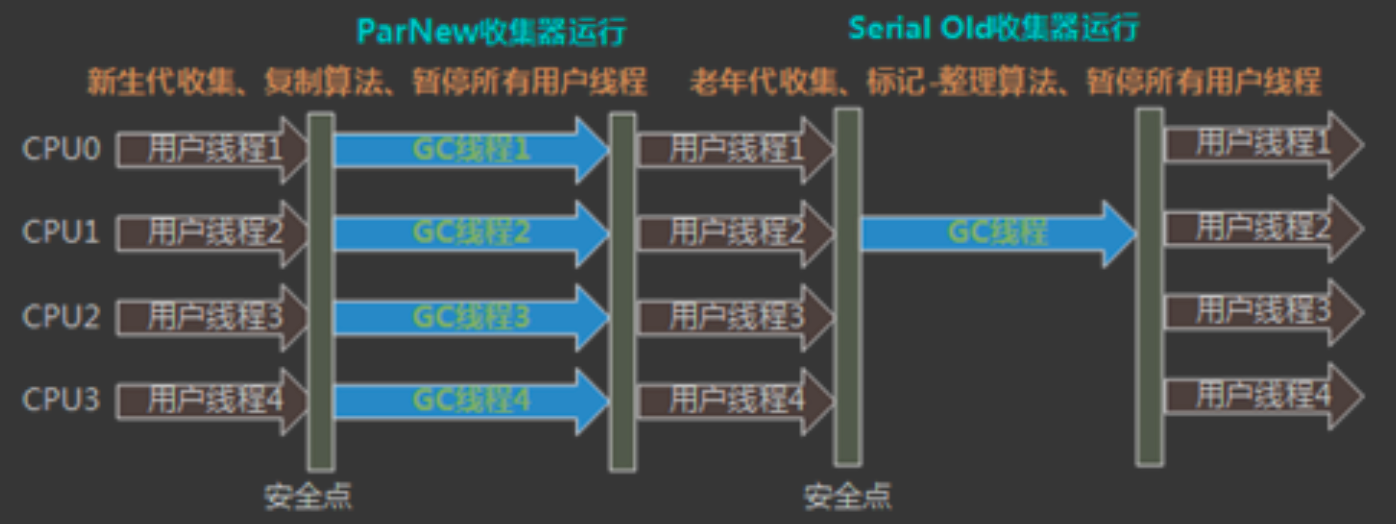 ParNew收集器运行
Serial Old收集器运行
新生代收集、复制算法、暂停所有用户线程
老年代收集、标记-整理算法、暂停所有用户线程
CPU0 用户线程1 GC线程1 用户线程1 用户线程1
CPU1 用户线程2 GC线程2 用户线程2 GC线程 用户线程2
CPU2 用户线程3 GC线程3 用户线程3 用户线程3
CPU3 用户线程4 GC线程4 用户线程4 用户线程4
安全点 安全点